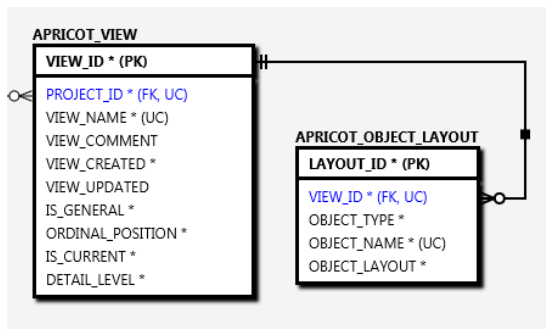 APRICOT_VIEW
VIEW_ID * (PK)
PROJECT_ID * (FK, UC)
VIEW_NAME * (UC)
VIEW_COMMENT
VIEW_CREATED *
VIEW_UPDATED
IS_GENERAL *
ORDINAL_POSITION *
IS_CURRENT *
DETAIL_LEVEL *
APRICOT_OBJECT_LAYOUT
LAYOUT_ID * (PK)
VIEW_ID * (FK, UC)
OBJECT_TYPE *
OBJECT_NAME * (UC)
OBJECT_LAYOUT *